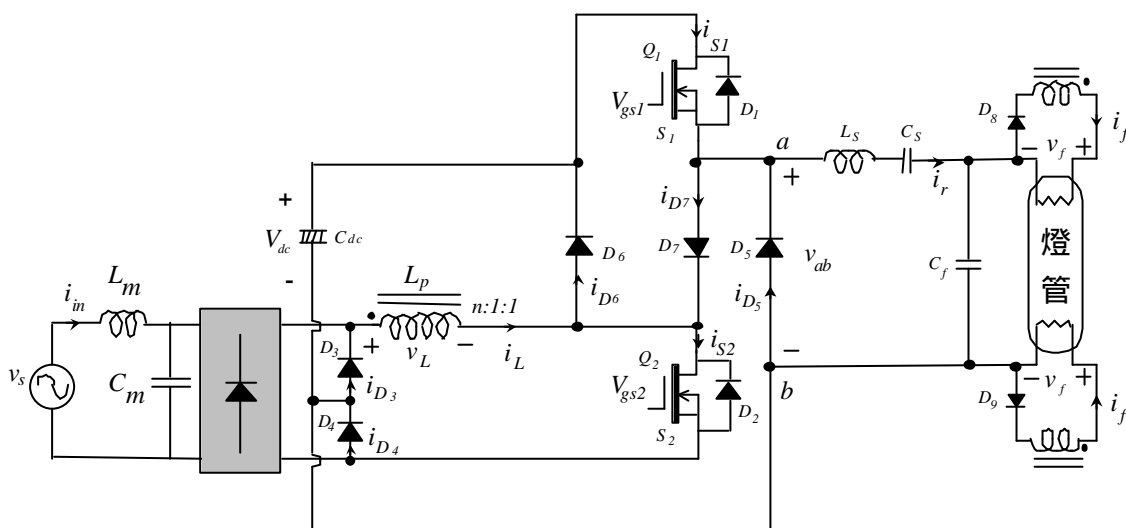 i_S1
Q_1
V_gs1
D_1
S_1
D_8
v_f
− +
i_f
a
+
L_S
C_S
i_r
i_D7
D_7
D_5
v_ab
i_D5
C_f
燈管
+
V_dc
C_dc
-
D_6
i_D6
L_m
i_in
L_p
n:1:1
+ v_L −
i_L
v_s
C_m
D_3
i_D3
D_4
i_D4
i_S2
Q_2
V_gs2
D_2
S_2
−
b
− v_f +
D_9
i_f